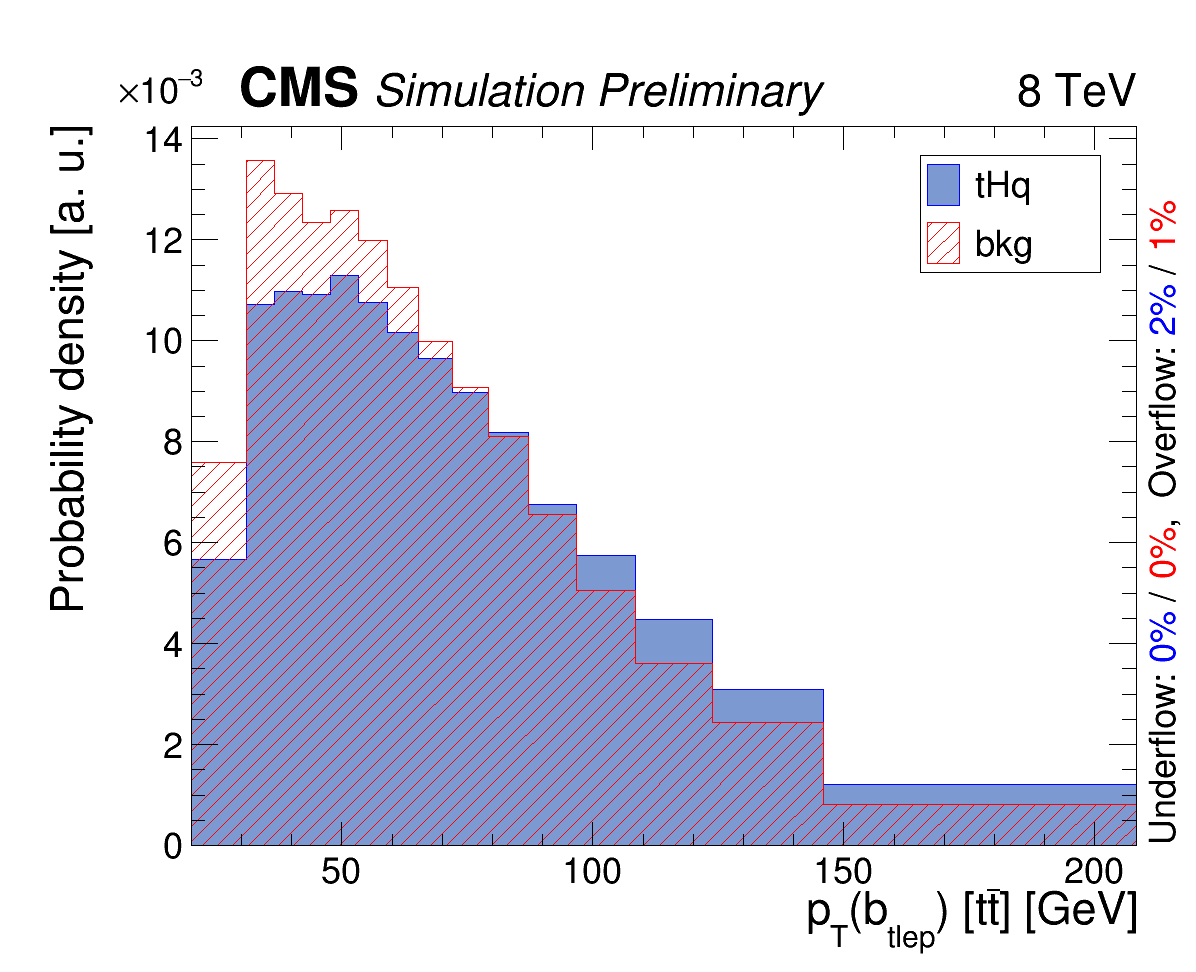 ×10⁻³ CMS Simulation Preliminary 8 TeV
Probability density [a. u.]
14
12
10
8
6
4
2
0
tHq
bkg
50 100 150 200
p_T(b_tlep) [tt̄] [GeV]
Underflow: 0% / 0%, Overflow: 2% / 1%